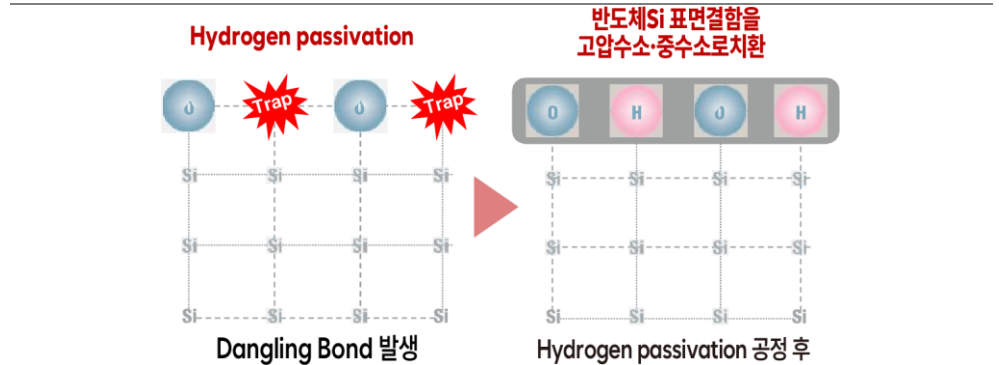 Hydrogen passivation
반도체Si 표면결함을
고압수소·중수소로치환
O Trap O Trap
O H O H
Si Si Si Si
Si Si Si Si
Si Si Si Si
Si Si Si Si
Si Si Si Si
Si Si Si Si
Dangling Bond 발생
Hydrogen passivation 공정 후